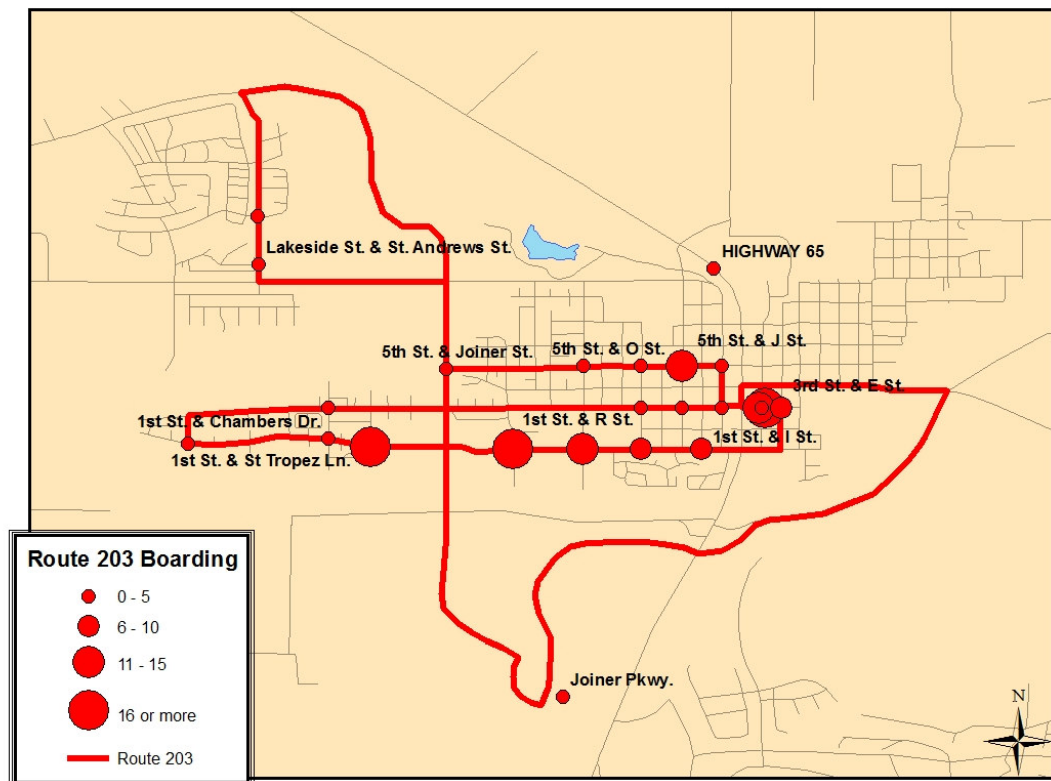 Lakeside St. & St. Andrews St.
HIGHWAY 65
5th St. & Joiner St.
5th St. & O St.
5th St. & J St.
3rd St. & E St.
1st St. & Chambers Dr.
1st St. & R St.
1st St. & I St.
1st St. & St Tropez Ln.
Joiner Pkwy.
Route 203 Boarding
0 - 5
6 - 10
11 - 15
16 or more
Route 203
N